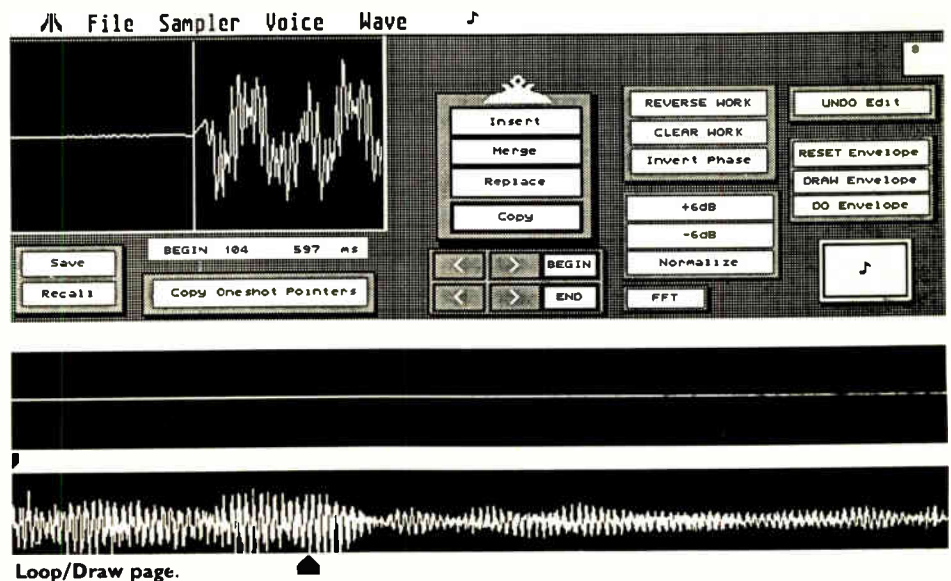 File Sampler Voice Wave
Insert
Merge
Replace
Copy
REVERSE WORK
CLEAR WORK
Invert Phase
+6dB
-6dB
Normalize
FFT
UNDO Edit
RESET Envelope
DRAW Envelope
DO Envelope
BEGIN 104 597 ms
Save
Recall
Copy Oneshot Pointers
< > BEGIN
< > END
Loop/Draw page.